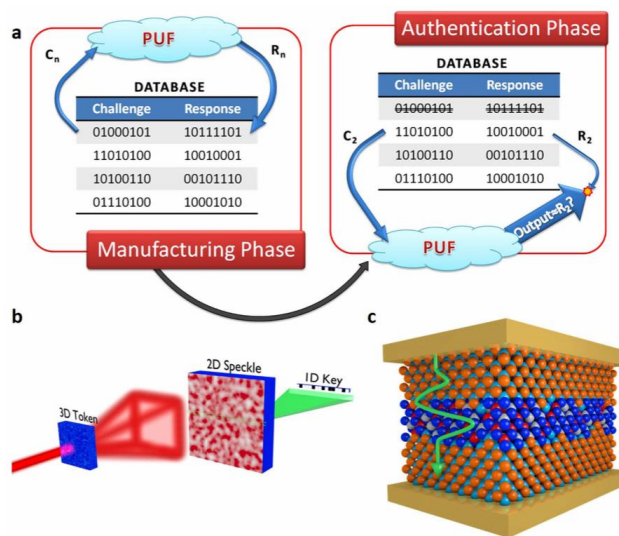 a
PUF
Cn
Rn
DATABASE
Challenge Response
01000101 10111101
11010100 10010001
10100110 00101110
01110100 10001010
Manufacturing Phase
Authentication Phase
DATABASE
Challenge Response
01000101 10111101
11010100 10010001
10100110 00101110
01110100 10001010
C2
R2
PUF
Output=R2?
b
3D Token
2D Speckle
1D Key
c